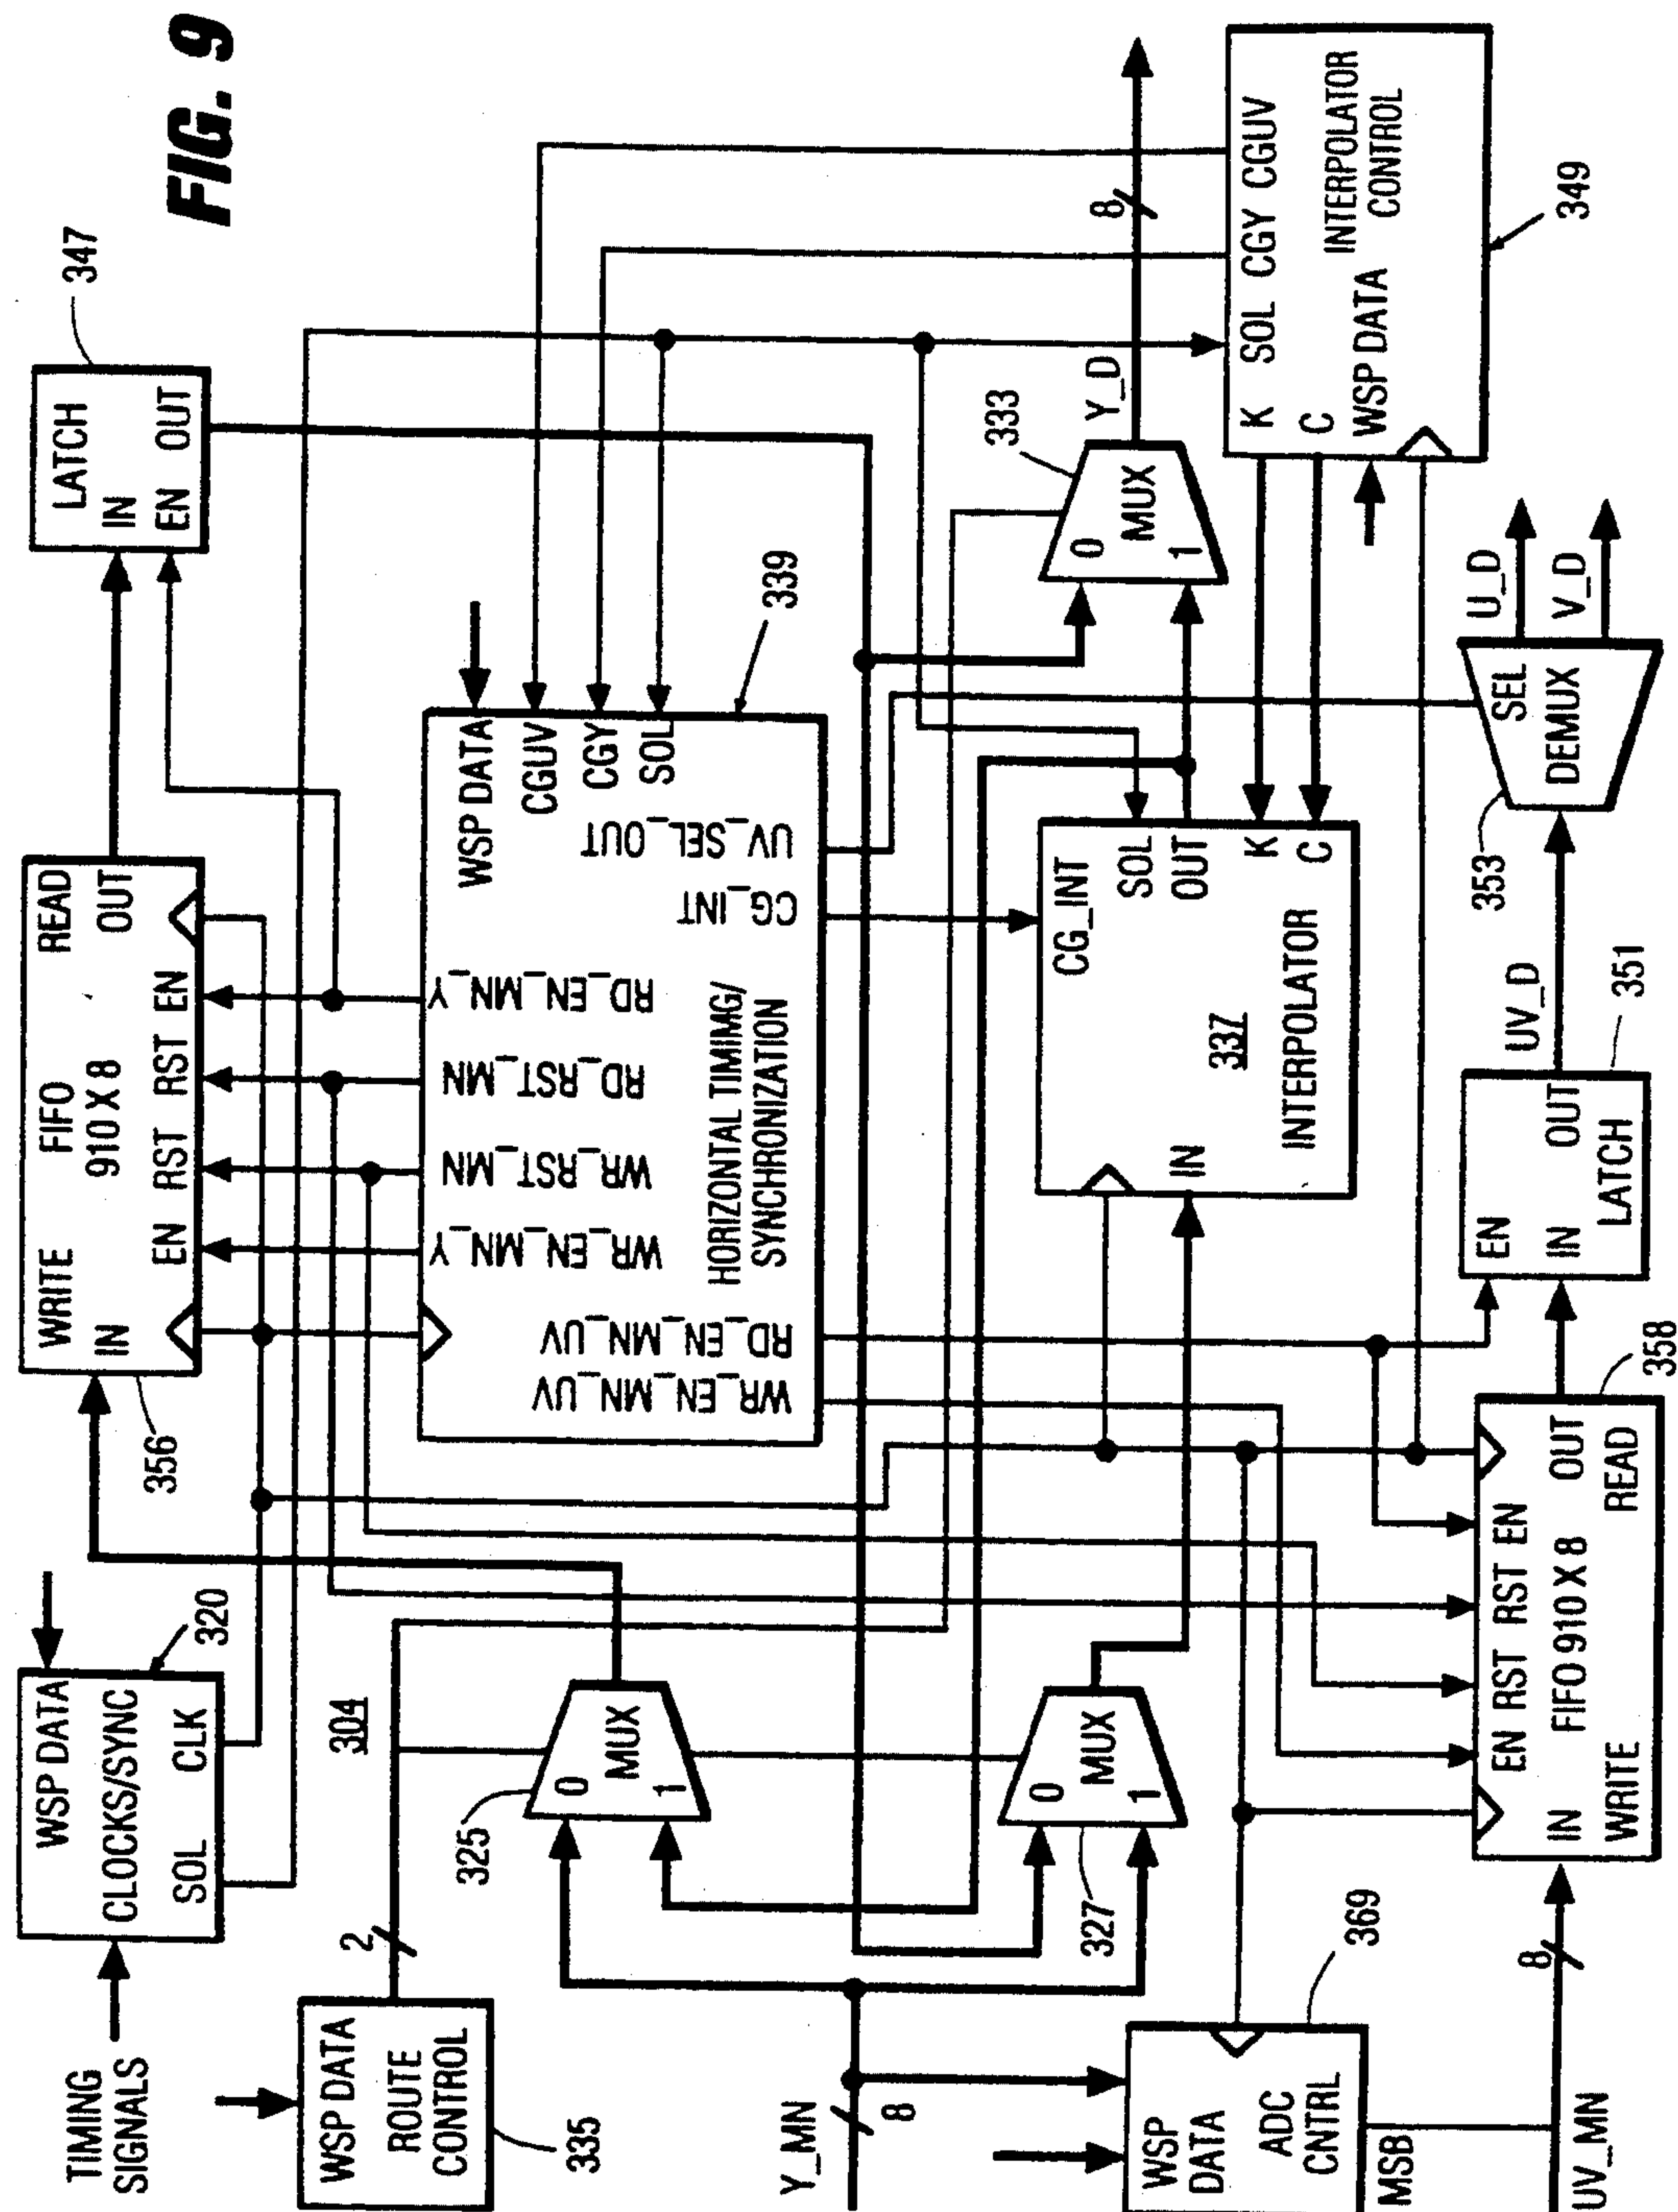 FIG. 9
TIMING
SIGNALS
WSP DATA
CLOCKS/SYNC
SOL CLK
320
WSP DATA
ROUTE
CONTROL
335
2
304
356
WRITE FIFO READ
910 X 8
IN OUT
EN RST RST EN
LATCH
IN
EN OUT
347
WR_EN_MN_Y
WR_RST_MN
RD_RST_MN
RD_EN_MN_Y
WSP DATA
CGUV
CGY
SOL
HORIZONTAL TIMIMG/
SYNCHRONIZATION
WR_EN_MN_UV
RD_EN_MN_UV
CG_INT
UV_SEL_OUT
339
325
0
MUX
1
327
0
MUX
1
Y_MN
8
WSP
DATA
ADC
CNTRL
MSB
369
UV_MN
8
CG_INT
SOL
OUT
337
IN
INTERPOLATOR
K
C
333
0
MUX
1
Y_D
8
K SOL CGY CGUV
C
INTERPOLATOR
CONTROL
WSP DATA
349
EN RST RST EN
IN FIFO 910 X 8 OUT
WRITE READ
358
EN
IN OUT
LATCH
351
UV_D
353
SEL
DEMUX
U_D
V_D